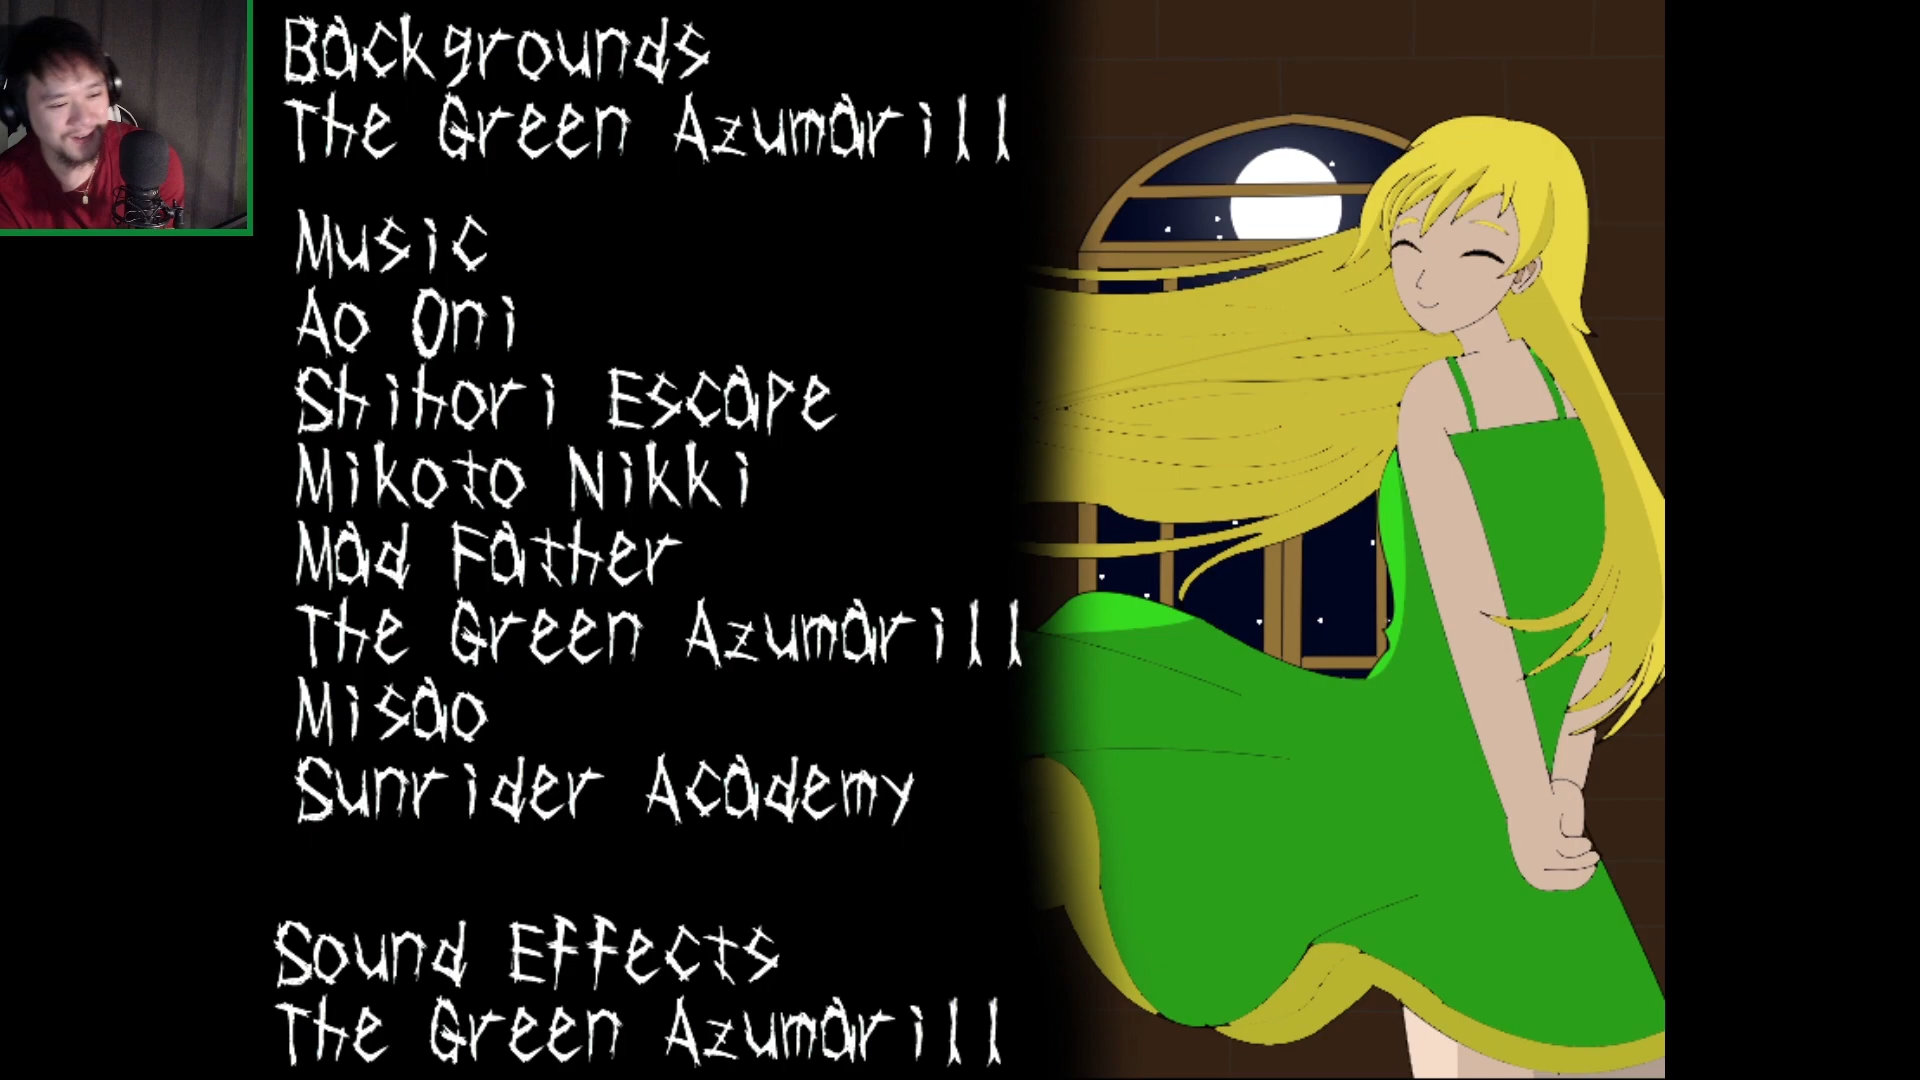 Backgrounds
The Green Azumarill
Music
Ao Oni
Shihori Escape
Mikoto Nikki
Mad Father
The Green Azumarill
Misao
Sunrider Academy
Sound Effects
The Green Azumarill